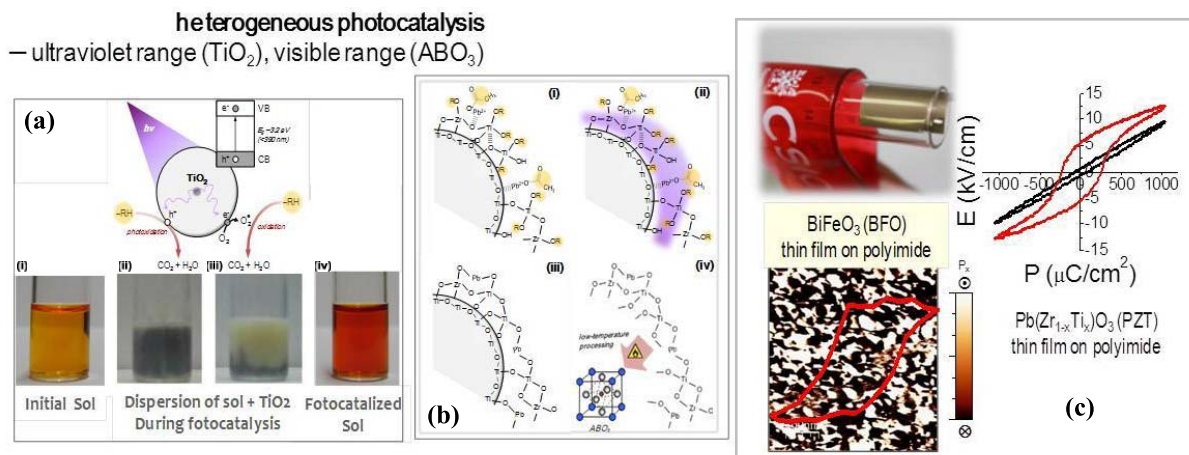 heterogeneous photocatalysis
— ultraviolet range (TiO2), visible range (ABO3)
(a)
hν
e-
VB
Eg ~3.2 eV
(<390 nm)
h+
CB
TiO2
–RH
h+
photoxidation
e-
O2
O2
–RH
oxidation
(i)
(ii)
CO2 + H2O
(iii)
CO2 + H2O
(iv)
Initial Sol
Dispersion of sol + TiO2
During fotocatalysis
Fotocatalized
Sol
(b)
(i)
(ii)
(iii)
(iv)
low-temperature
processing
ABO3
BiFeO3 (BFO)
thin film on polyimide
Px
E (kV/cm)
15
10
5
0
-5
-10
-15
-1000
-500
0
500
1000
P (µC/cm2)
Pb(Zr1-xTix)O3 (PZT)
thin film on polyimide
(c)